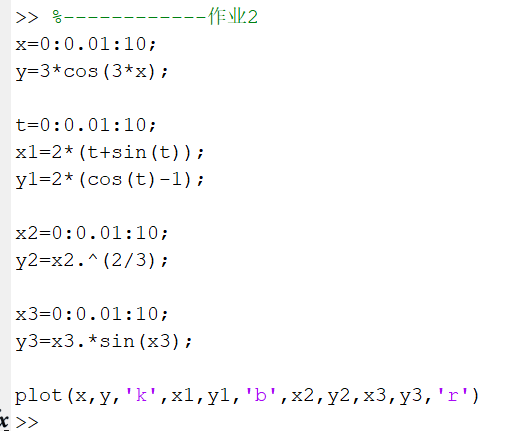 >> %------------作业2
x=0:0.01:10;
y=3*cos(3*x);
t=0:0.01:10;
x1=2*(t+sin(t));
y1=2*(cos(t)-1);
x2=0:0.01:10;
y2=x2.^(2/3);
x3=0:0.01:10;
y3=x3.*sin(x3);
plot(x,y,'k',x1,y1,'b',x2,y2,x3,y3,'r')
>>